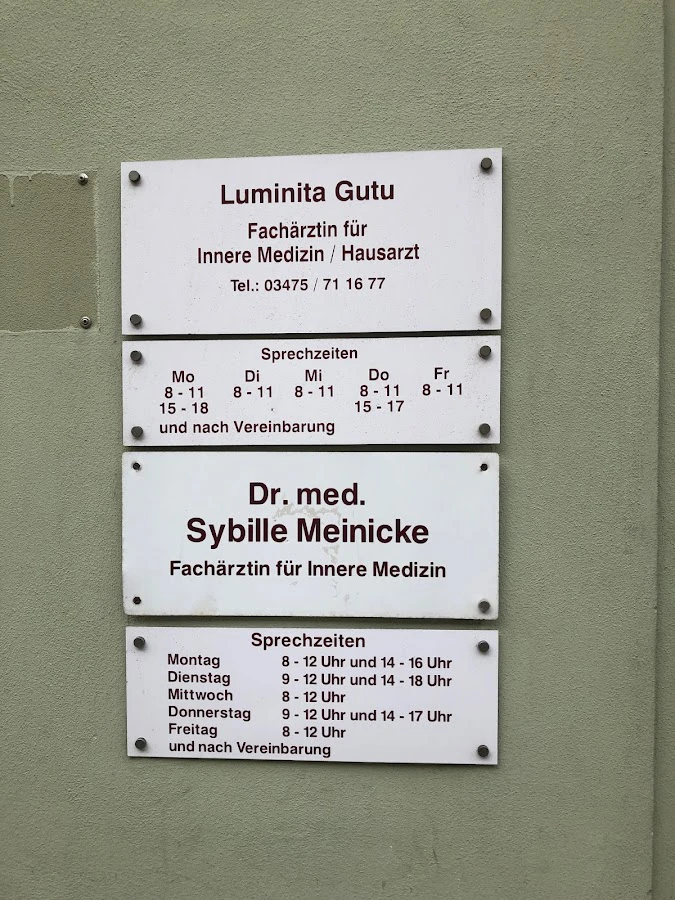 Luminita Gutu
Fachärztin für
Innere Medizin / Hausarzt
Tel.: 03475 / 71 16 77
Sprechzeiten
Mo Di Mi Do Fr
8 - 11 8 - 11 8 - 11 8 - 11 8 - 11
15 - 18 15 - 17
und nach Vereinbarung
Dr. med.
Sybille Meinicke
Fachärztin für Innere Medizin
Sprechzeiten
Montag 8 - 12 Uhr und 14 - 16 Uhr
Dienstag 9 - 12 Uhr und 14 - 18 Uhr
Mittwoch 8 - 12 Uhr
Donnerstag 9 - 12 Uhr und 14 - 17 Uhr
Freitag 8 - 12 Uhr
und nach Vereinbarung